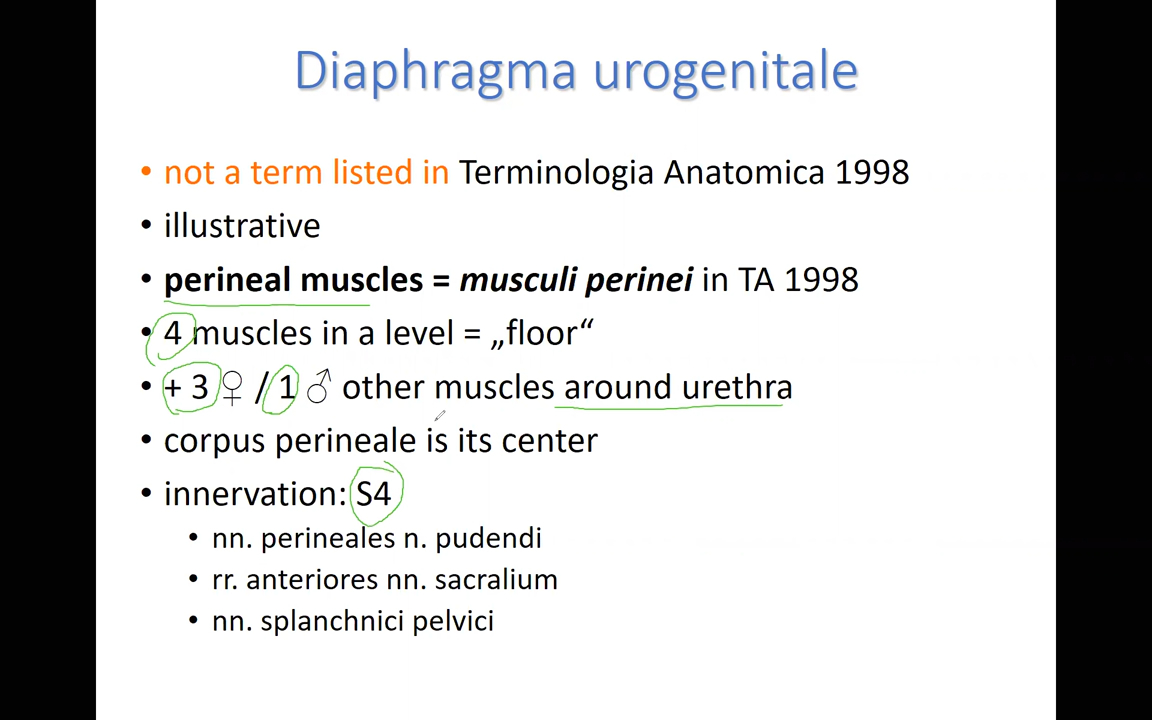 Diaphragma urogenitale
• not a term listed in Terminologia Anatomica 1998
• illustrative
• perineal muscles = musculi perinei in TA 1998
• 4 muscles in a level = „floor“
• + 3 ♀ / 1 ♂ other muscles around urethra
• corpus perineale is its center
• innervation: S4
• nn. perineales n. pudendi
• rr. anteriores nn. sacralium
• nn. splanchnici pelvici